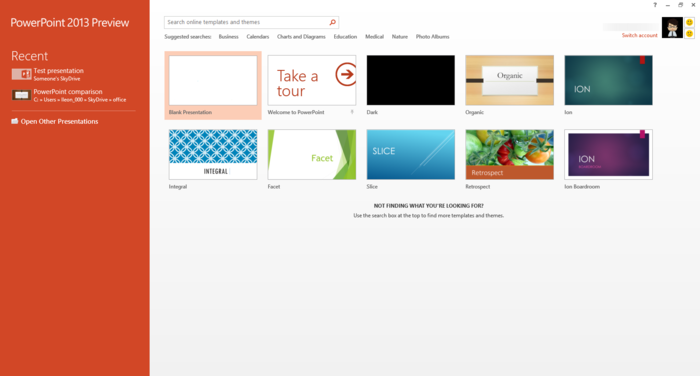 PowerPoint 2013 Preview
Recent
Test presentation
Sameone's SkyDrive
PowerPoint comparison
C: » Users » Ileen_000 » SkyDrive » office
Open Other Presentations
?
Search online templates and themes
Suggested searches: Business Calendars Charts and Diagrams Education Medical Nature Photo Albums
Switch account
Take a
tour
Organic
ION
Blank Presentation Welcome to PowerPoint Dark Organic Ion
INTEGRAL
Facet
SLICE
Retrospect
ION
Integral Facet Slice Retrospect Ion Boardroom
NOT FINDING WHAT YOU'RE LOOKING FOR?
Use the search box at the top to find more templates and themes.